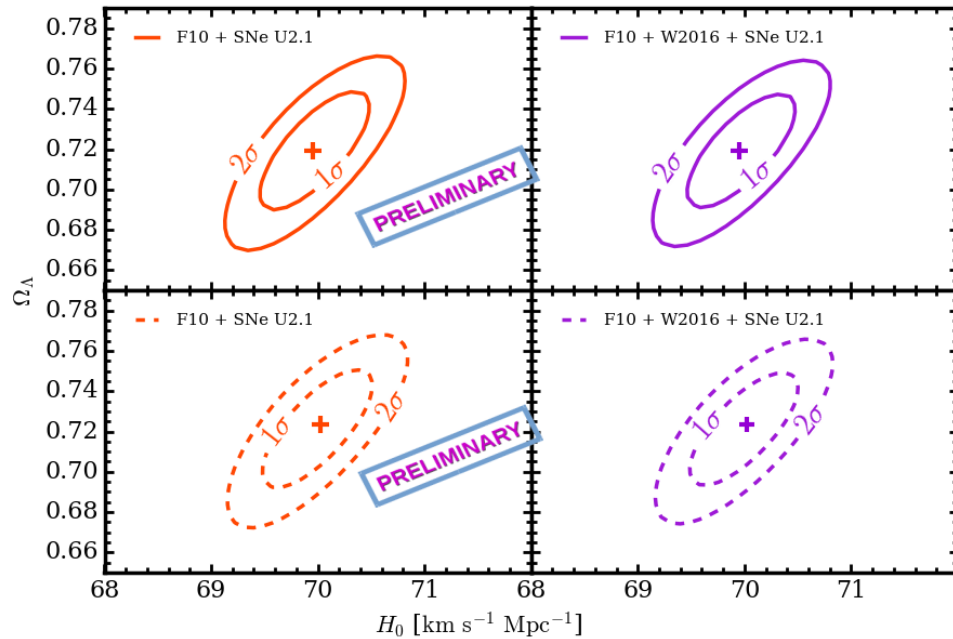 0.78
0.76
0.74
0.72
0.70
0.68
0.66
F10 + SNe U2.1
2σ
1σ
PRELIMINARY
F10 + W2016 + SNe U2.1
2σ
1σ
Ω_Λ
0.78
0.76
0.74
0.72
0.70
0.68
0.66
F10 + SNe U2.1
1σ
2σ
PRELIMINARY
F10 + W2016 + SNe U2.1
1σ
2σ
68 69 70 71 68 69 70 71
H₀ [km s⁻¹ Mpc⁻¹]